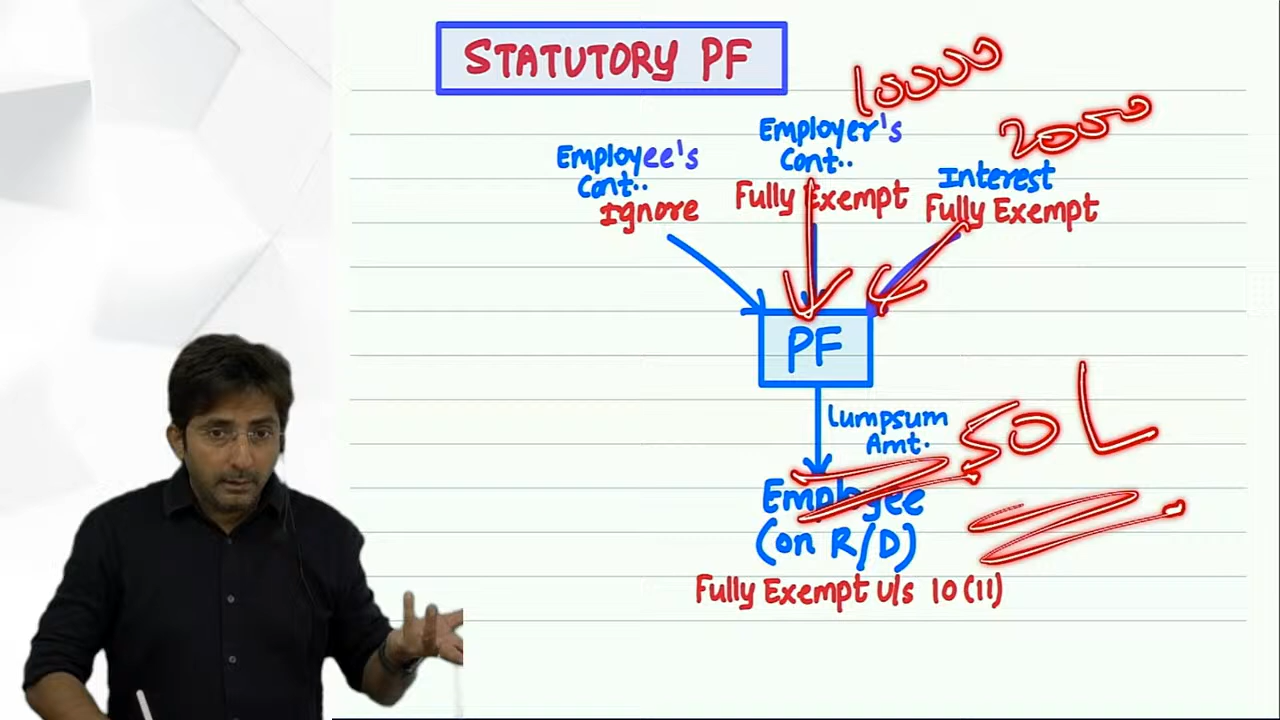 STATUTORY PF
10000
2000
Employee's
Cont..
Ignore
Employer's
Cont..
Fully Exempt
Interest
Fully Exempt
PF
Lumpsum
Amt.
50 L
Employee
(on R/D)
Fully Exempt u/s 10 (11)